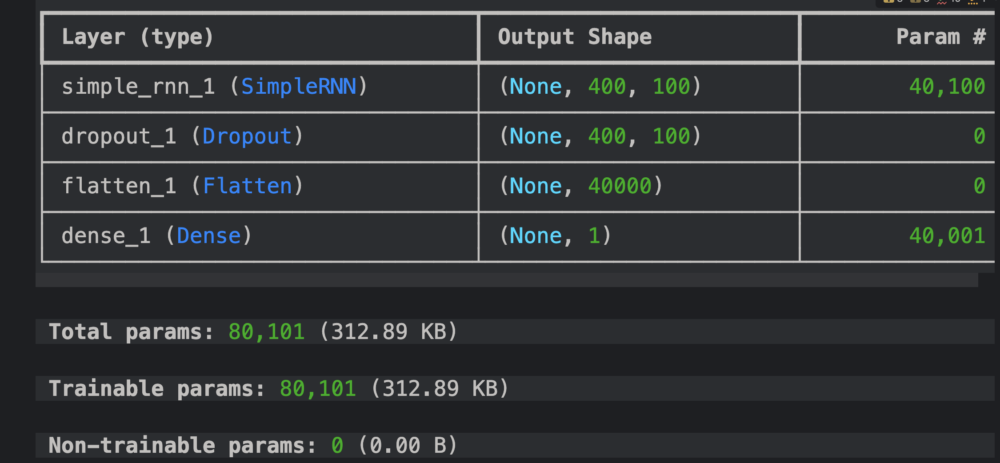 Layer (type) Output Shape Param #
simple_rnn_1 (SimpleRNN) (None, 400, 100) 40,100
dropout_1 (Dropout) (None, 400, 100) 0
flatten_1 (Flatten) (None, 40000) 0
dense_1 (Dense) (None, 1) 40,001
Total params: 80,101 (312.89 KB)
Trainable params: 80,101 (312.89 KB)
Non-trainable params: 0 (0.00 B)